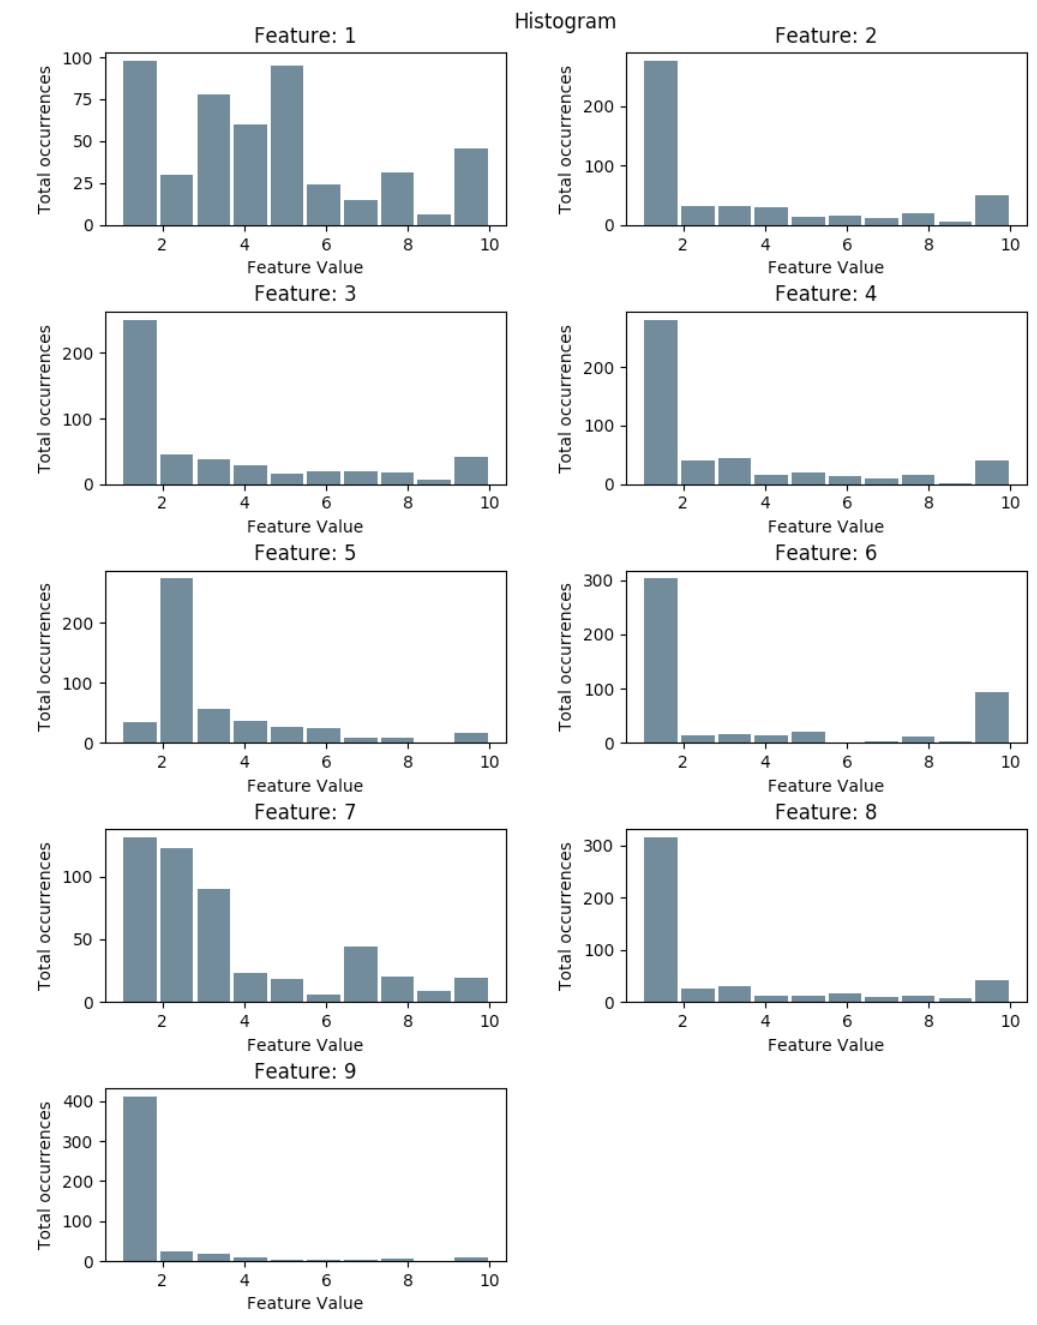 Histogram
Feature: 1
100
75
50
25
0
Total occurrences
2 4 6 8 10
Feature Value
Feature: 2
200
100
0
Total occurrences
2 4 6 8 10
Feature Value
Feature: 3
200
100
0
Total occurrences
2 4 6 8 10
Feature Value
Feature: 4
200
100
0
Total occurrences
2 4 6 8 10
Feature Value
Feature: 5
200
100
0
Total occurrences
2 4 6 8 10
Feature Value
Feature: 6
300
200
100
0
Total occurrences
2 4 6 8 10
Feature Value
Feature: 7
100
50
0
Total occurrences
2 4 6 8 10
Feature Value
Feature: 8
300
200
100
0
Total occurrences
2 4 6 8 10
Feature Value
Feature: 9
400
300
200
100
0
Total occurrences
2 4 6 8 10
Feature Value